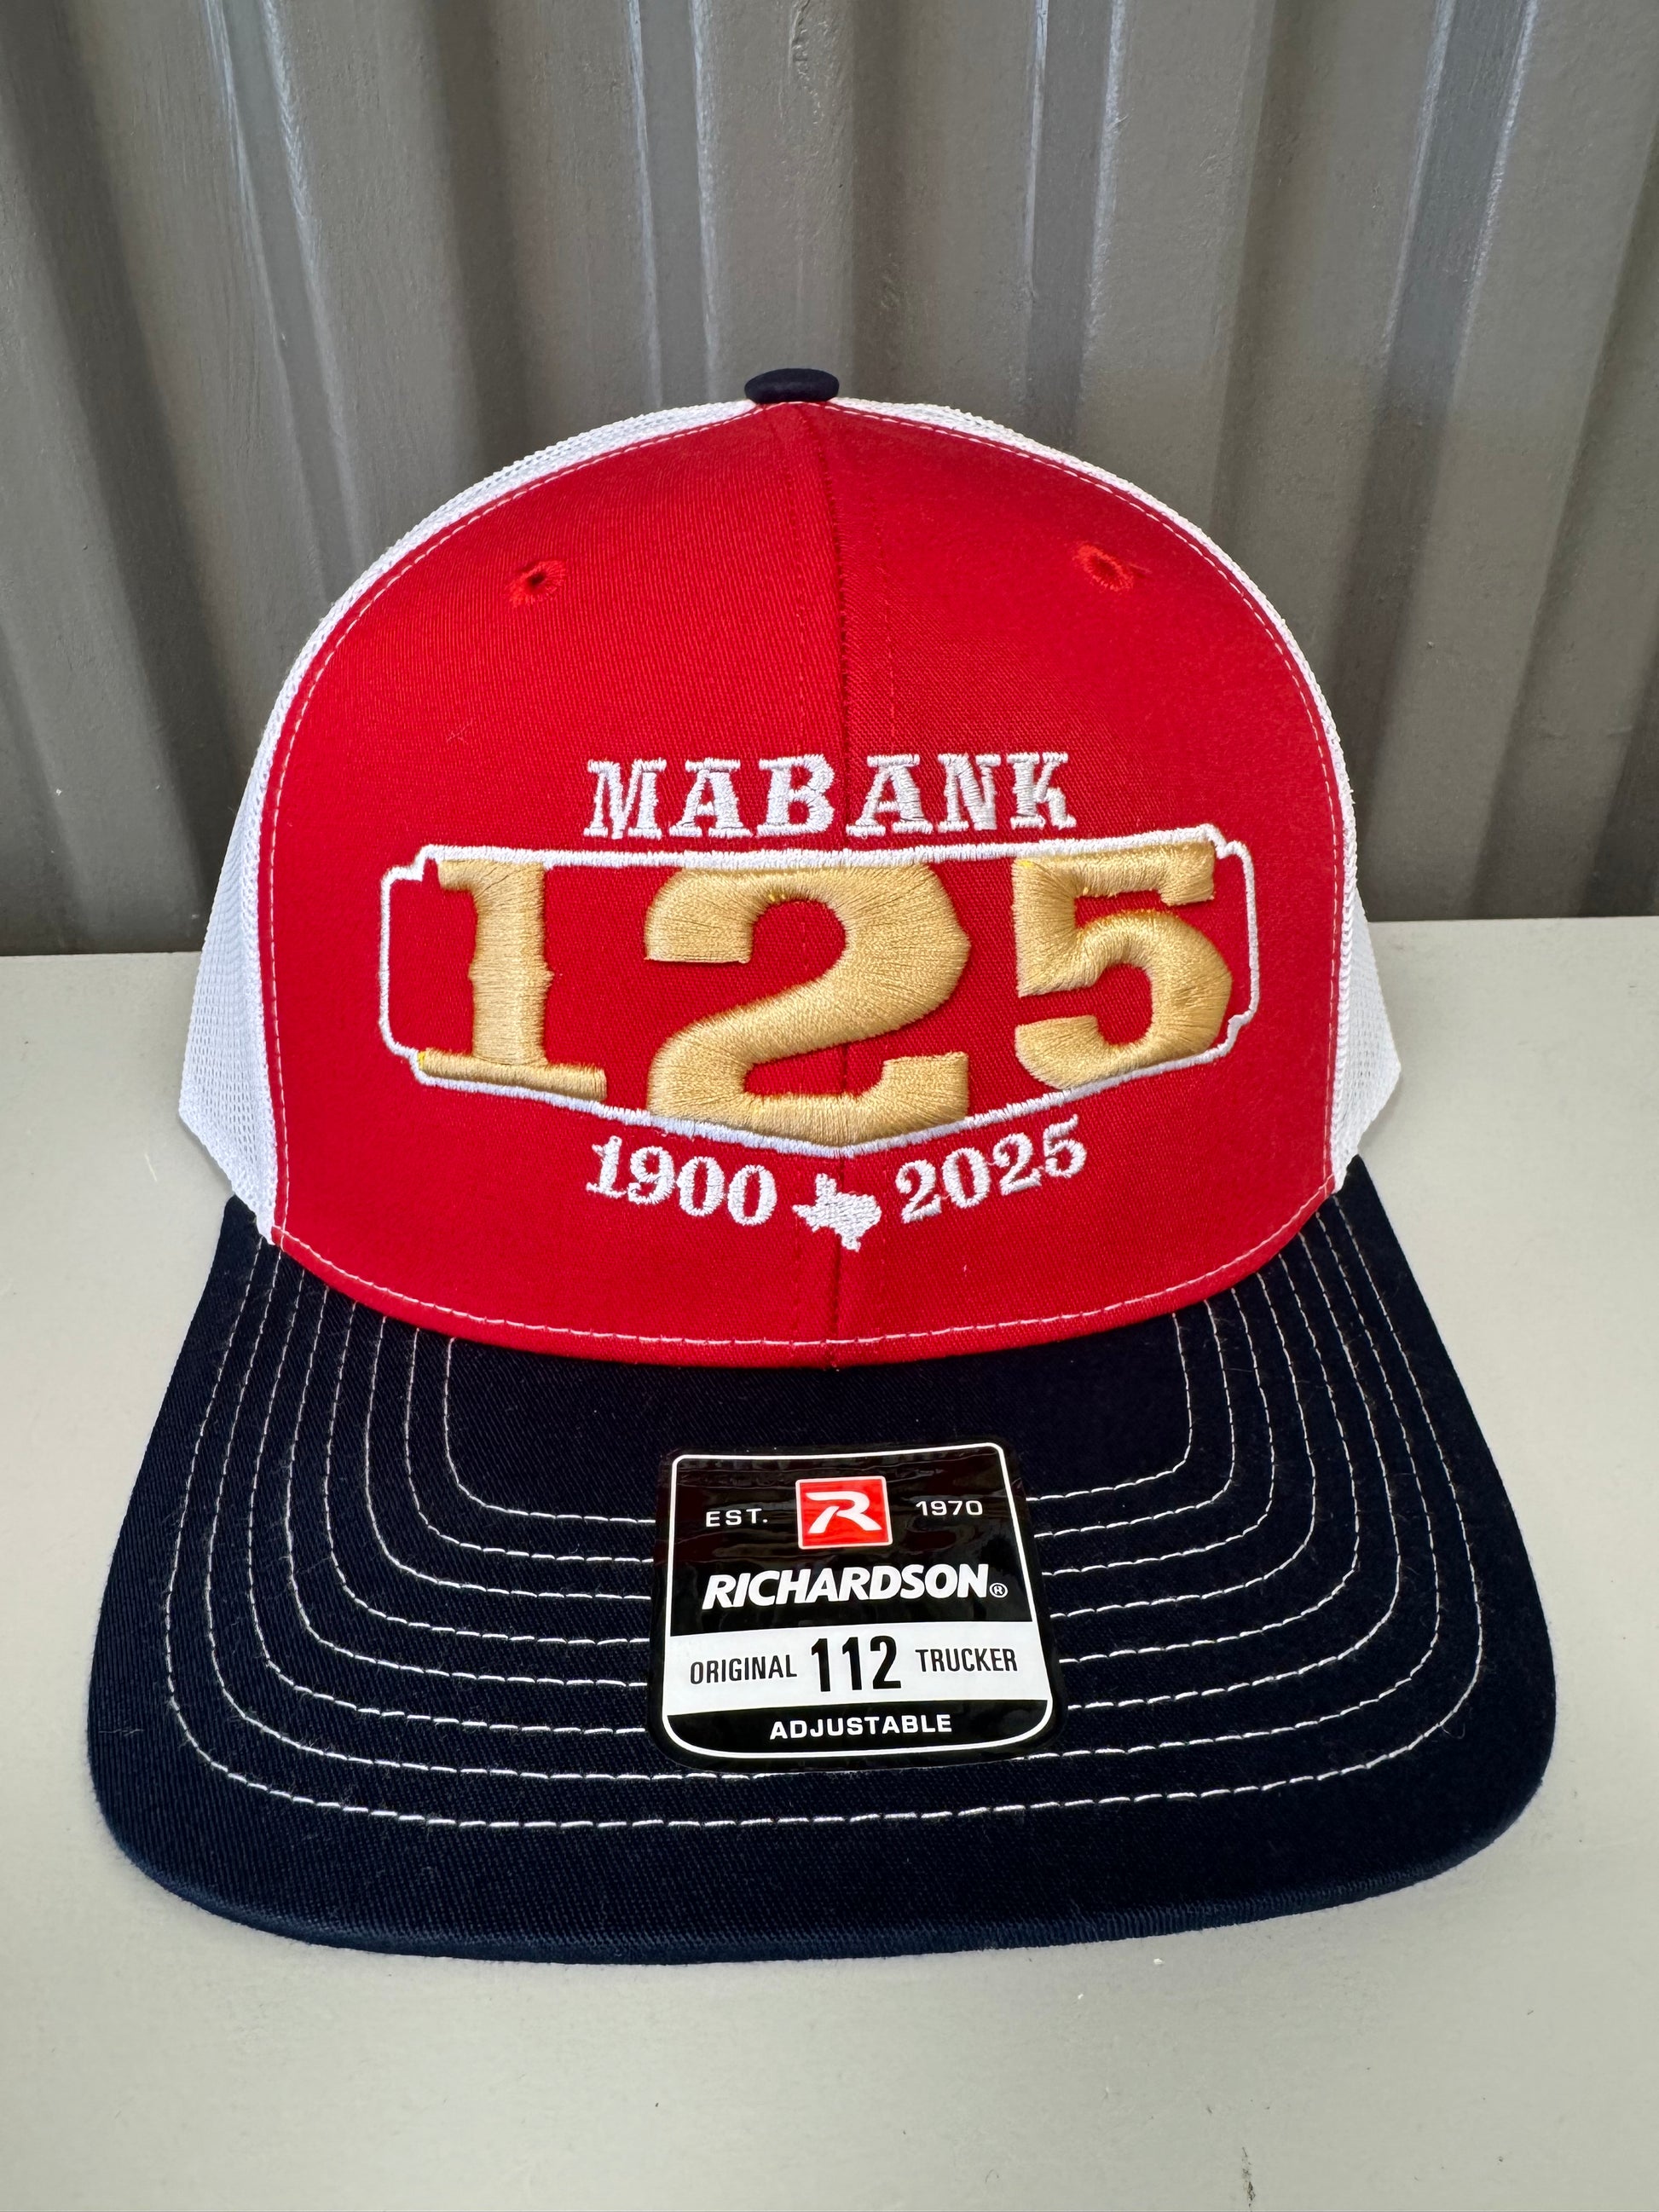 MABANK
125
1900 2025
EST. R 1970
RICHARDSON®
ORIGINAL 112 TRUCKER
ADJUSTABLE